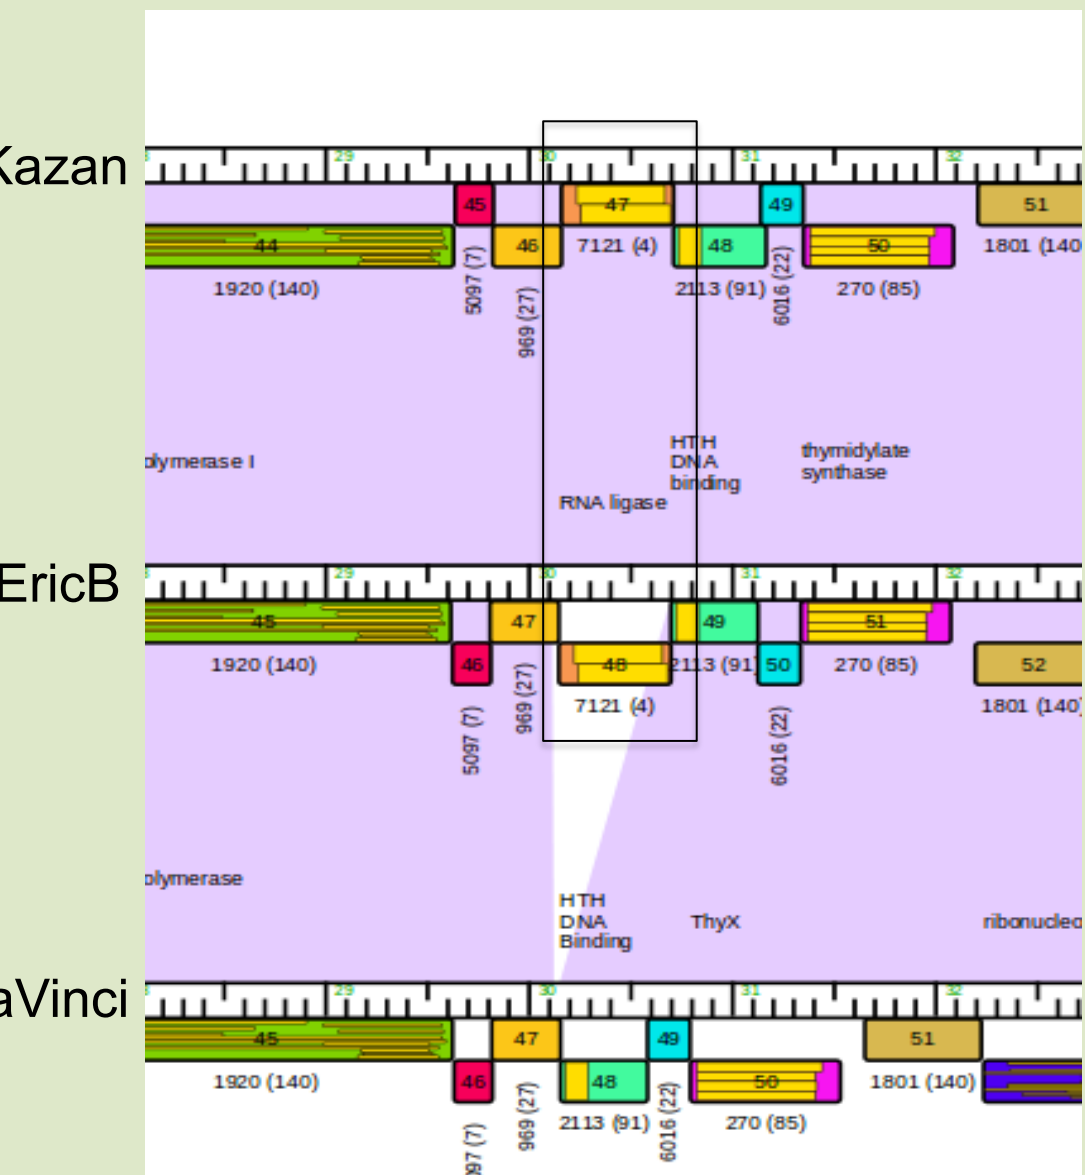 Kazan
29 30 31 32
45 47 49 51
44 46 48 50
7121 (4) 1801 (140
1920 (140) 5097 (7) 969 (27) 2113 (91) 6016 (22) 270 (85)
olymerase I
RNA ligase
HTH
DNA
binding
thymidylate
synthase
EricB
29 30 31 32
45 47 49 51
46 48 50 52
1920 (140) 969 (27) 2113 (91) 270 (85)
5097 (7) 7121 (4) 6016 (22) 1801 (140)
olymerase
HTH
DNA
Binding
ThyX
ribonucleo
aVinci
29 30 31 32
45 47 49 51
46 48 50
1920 (140) 969 (27) 6016 (22) 1801 (140)
97 (7) 2113 (91) 270 (85)